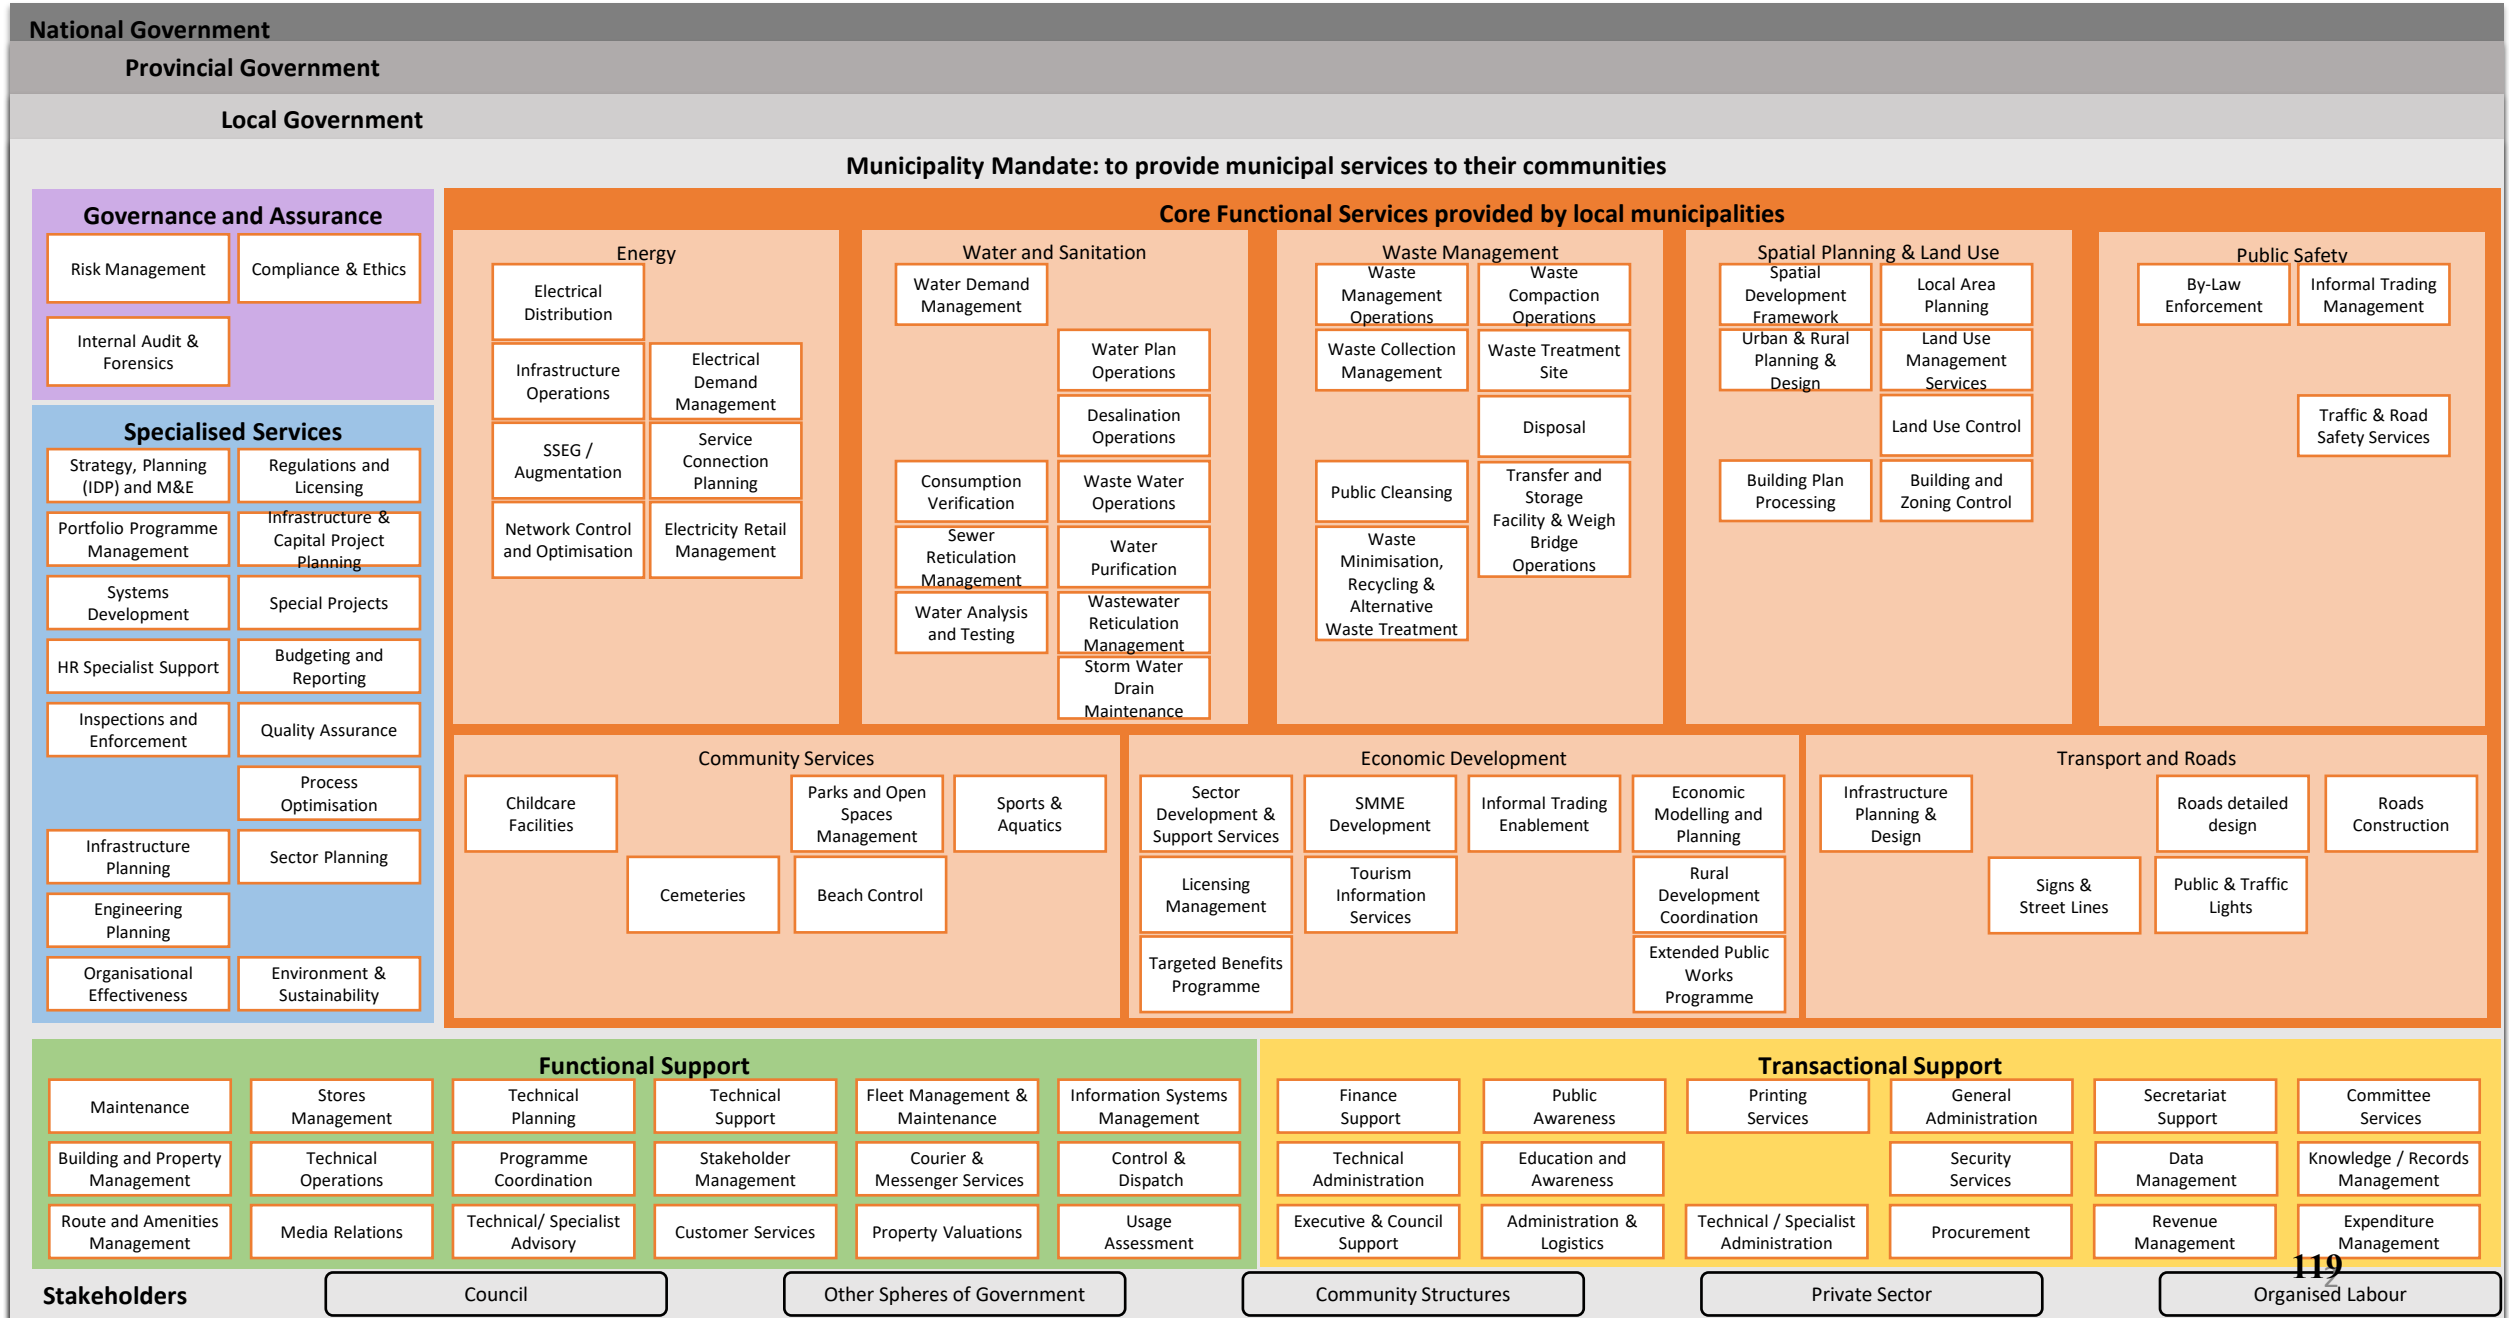 National Government
Provincial Government
Local Government
Municipality Mandate: to provide municipal services to their communities
Governance and Assurance
Risk Management
Compliance & Ethics
Internal Audit &
Forensics
Specialised Services
Strategy, Planning
(IDP) and M&E
Regulations and
Licensing
Portfolio Programme
Management
Infrastructure &
Capital Project
Planning
Systems
Development
Special Projects
HR Specialist Support
Budgeting and
Reporting
Inspections and
Enforcement
Quality Assurance
Process
Optimisation
Infrastructure
Planning
Sector Planning
Engineering
Planning
Organisational
Effectiveness
Environment &
Sustainability
Core Functional Services provided by local municipalities
Energy
Electrical
Distribution
Infrastructure
Operations
Electrical
Demand
Management
SSEG /
Augmentation
Service
Connection
Planning
Network Control
and Optimisation
Electricity Retail
Management
Water and Sanitation
Water Demand
Management
Water Plan
Operations
Desalination
Operations
Consumption
Verification
Waste Water
Operations
Sewer
Reticulation
Management
Water
Purification
Water Analysis
and Testing
Wastewater
Reticulation
Management
Storm Water
Drain
Maintenance
Waste Management
Waste
Management
Operations
Waste
Compaction
Operations
Waste Collection
Management
Waste Treatment
Site
Disposal
Public Cleansing
Transfer and
Storage
Facility & Weigh
Bridge
Operations
Waste
Minimisation,
Recycling &
Alternative
Waste Treatment
Spatial Planning & Land Use
Spatial
Development
Framework
Local Area
Planning
Urban & Rural
Planning &
Design
Land Use
Management
Services
Land Use Control
Building Plan
Processing
Building and
Zoning Control
Public Safety
By-Law
Enforcement
Informal Trading
Management
Traffic & Road
Safety Services
Community Services
Childcare
Facilities
Parks and Open
Spaces
Management
Sports &
Aquatics
Cemeteries
Beach Control
Economic Development
Sector
Development &
Support Services
SMME
Development
Informal Trading
Enablement
Economic
Modelling and
Planning
Licensing
Management
Tourism
Information
Services
Rural
Development
Coordination
Targeted Benefits
Programme
Extended Public
Works
Programme
Transport and Roads
Infrastructure
Planning &
Design
Roads detailed
design
Roads
Construction
Signs &
Street Lines
Public & Traffic
Lights
Functional Support
Maintenance
Stores
Management
Technical
Planning
Technical
Support
Fleet Management &
Maintenance
Information Systems
Management
Building and Property
Management
Technical
Operations
Programme
Coordination
Stakeholder
Management
Courier &
Messenger Services
Control &
Dispatch
Route and Amenities
Management
Media Relations
Technical/ Specialist
Advisory
Customer Services
Property Valuations
Usage
Assessment
Transactional Support
Finance
Support
Public
Awareness
Printing
Services
General
Administration
Secretariat
Support
Committee
Services
Technical
Administration
Education and
Awareness
Security
Services
Data
Management
Knowledge / Records
Management
Executive & Council
Support
Administration &
Logistics
Technical / Specialist
Administration
Procurement
Revenue
Management
Expenditure
Management
119
2
Stakeholders
Council
Other Spheres of Government
Community Structures
Private Sector
Organised Labour